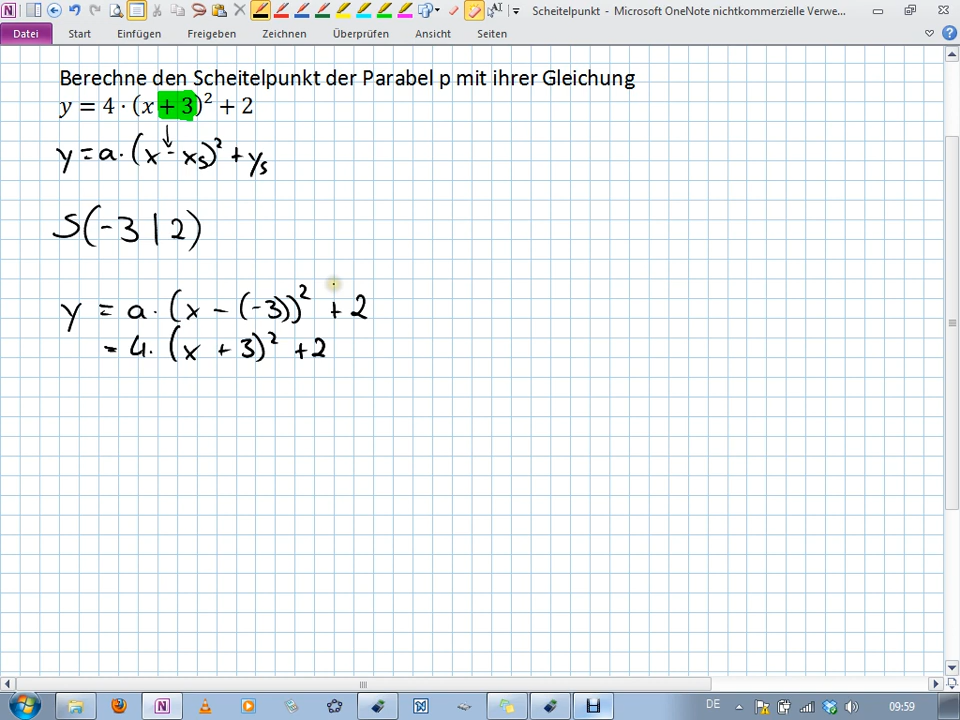 Scheitelpunkt - Microsoft OneNote nichtkommerzielle Verwe...
Datei Start Einfügen Freigeben Zeichnen Überprüfen Ansicht Seiten
Berechne den Scheitelpunkt der Parabel p mit ihrer Gleichung
y = 4 · (x + 3)² + 2
y = a · (x - xₛ)² + yₛ
S(-3 | 2)
y = a · (x - (-3))² + 2
= 4 · (x + 3)² + 2
DE 09:59